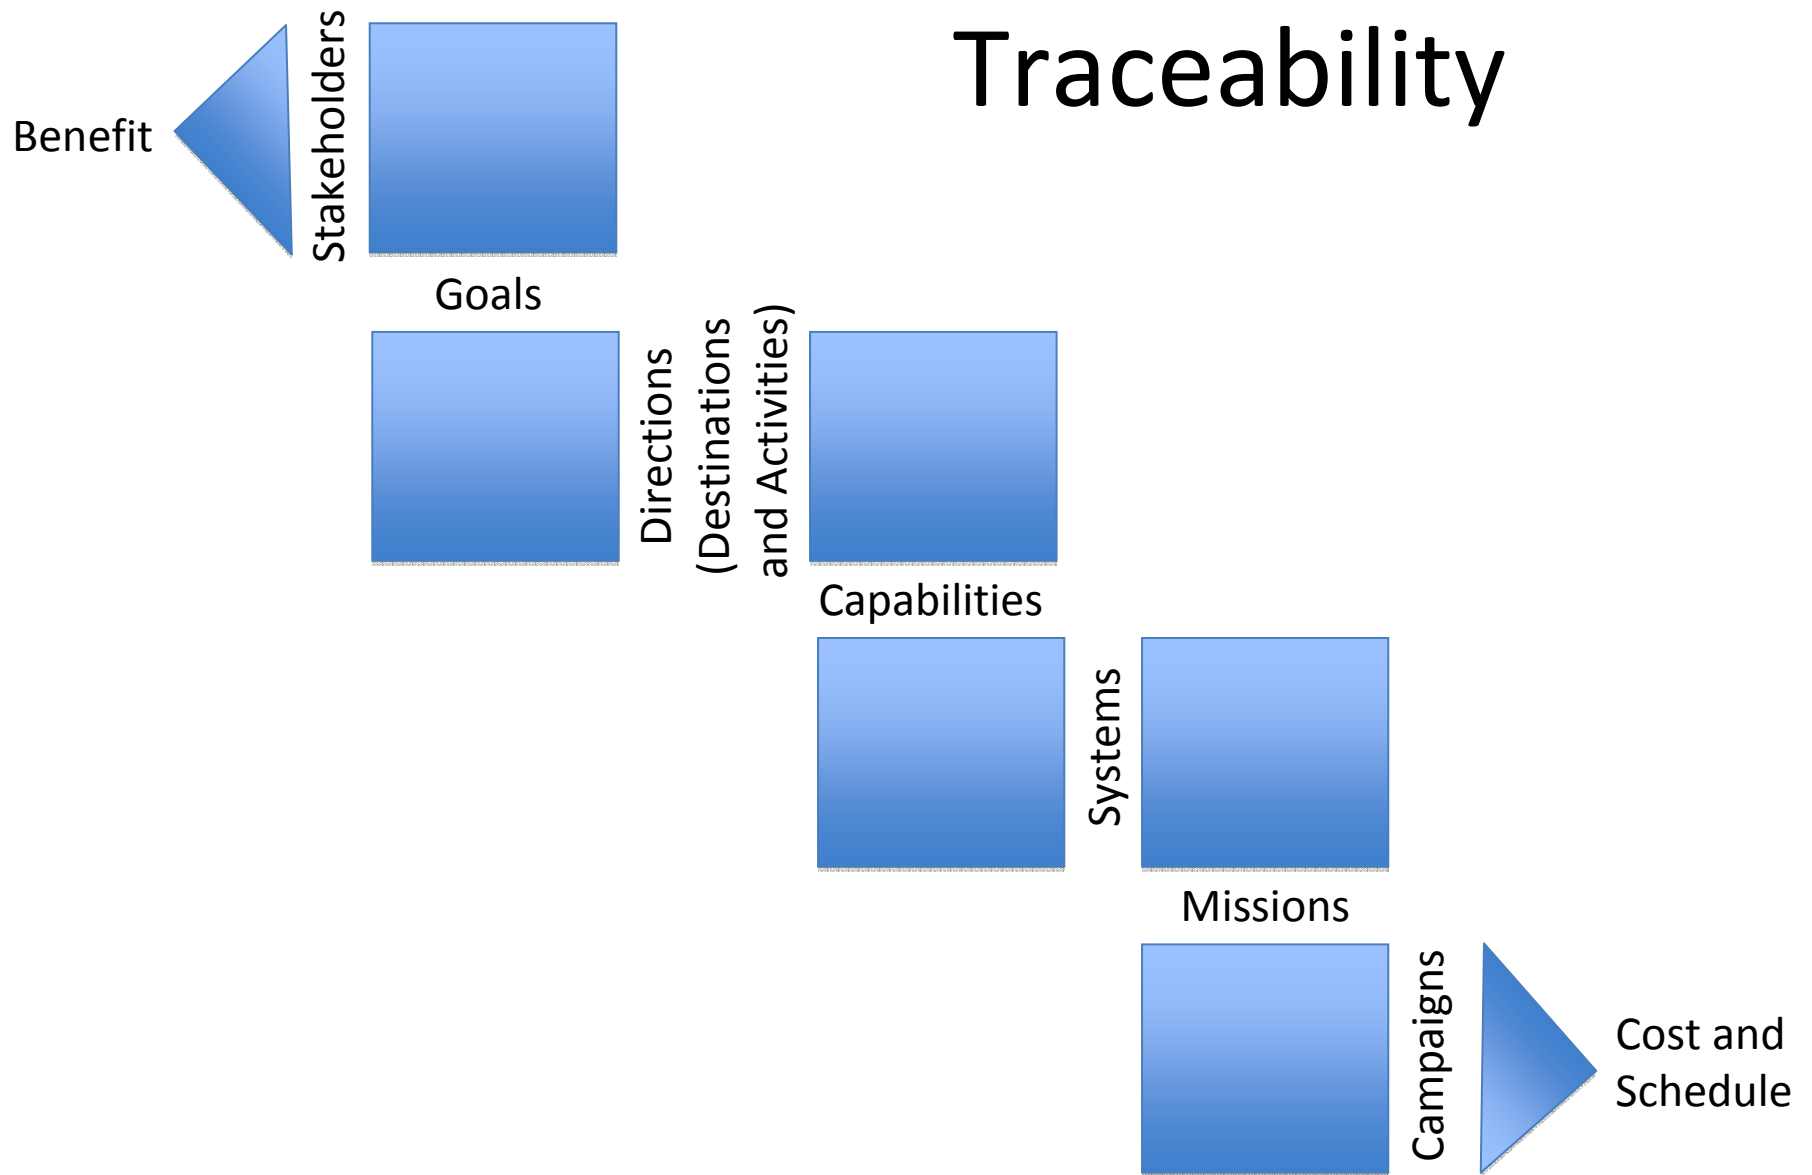 Traceability
Benefit
Stakeholders
Goals
Directions
(Destinations
and Activities)
Capabilities
Systems
Missions
Campaigns
Cost and
Schedule